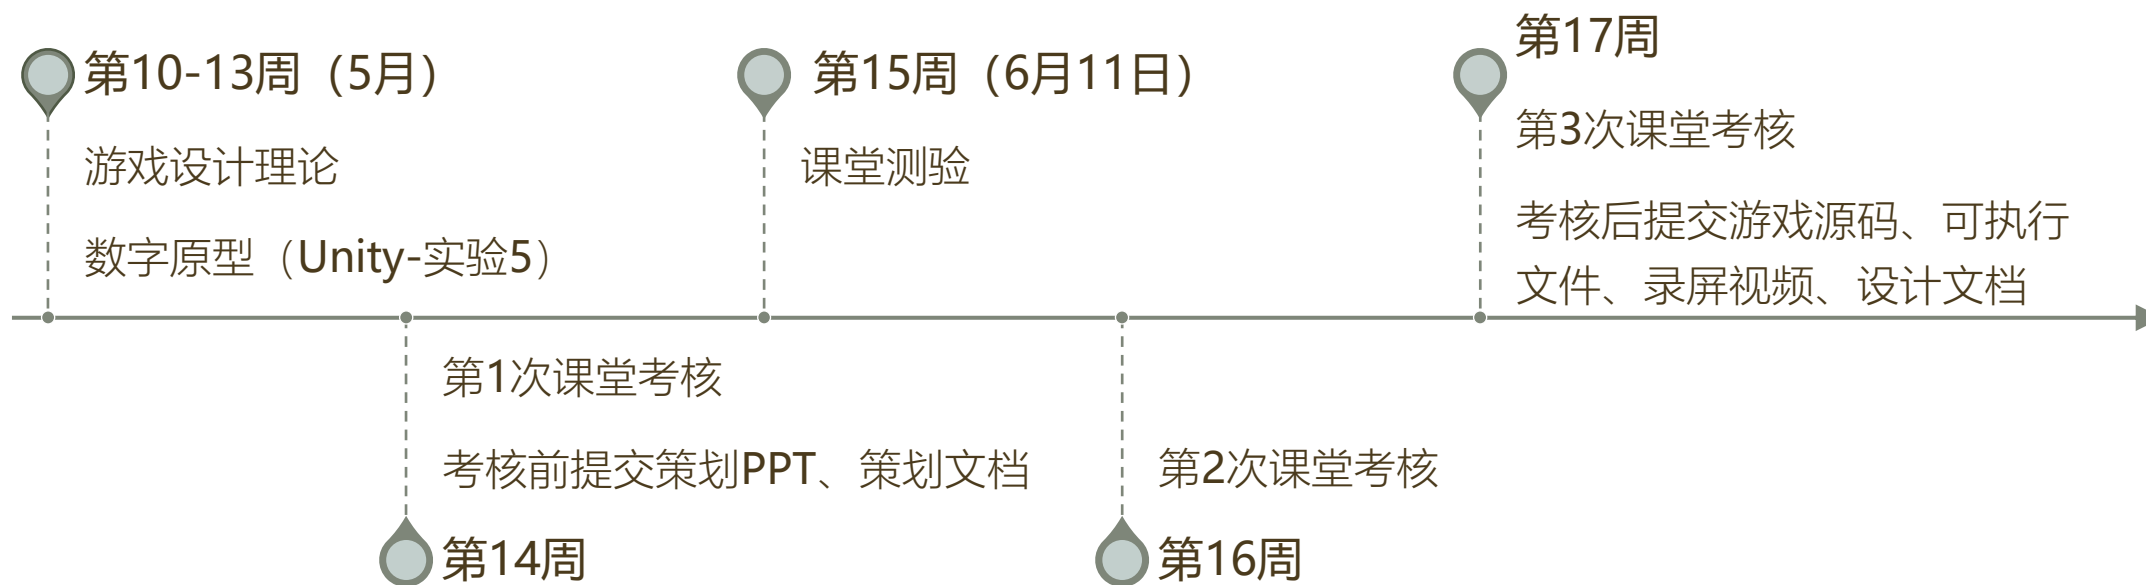 第10-13周（5月）
游戏设计理论
数字原型（Unity-实验5）
第1次课堂考核
考核前提交策划PPT、策划文档
第14周
第15周（6月11日）
课堂测验
第2次课堂考核
第16周
第17周
第3次课堂考核
考核后提交游戏源码、可执行
文件、录屏视频、设计文档